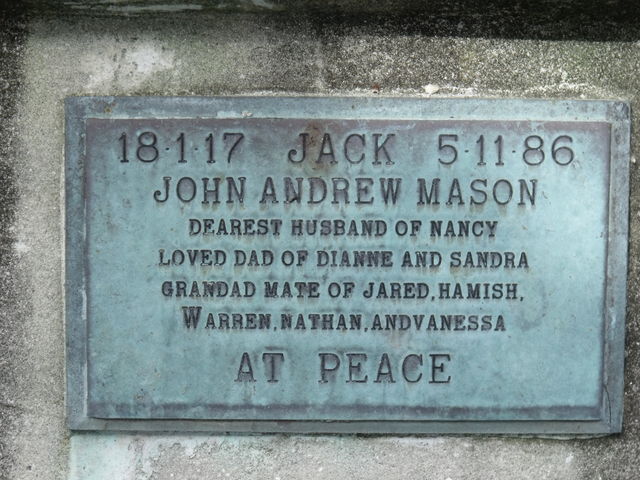 18·1·17 JACK 5·11·86
JOHN ANDREW MASON
DEAREST HUSBAND OF NANCY
LOVED DAD OF DIANNE AND SANDRA
GRANDAD MATE OF JARED, HAMISH,
WARREN, NATHAN, ANDVANESSA
AT PEACE